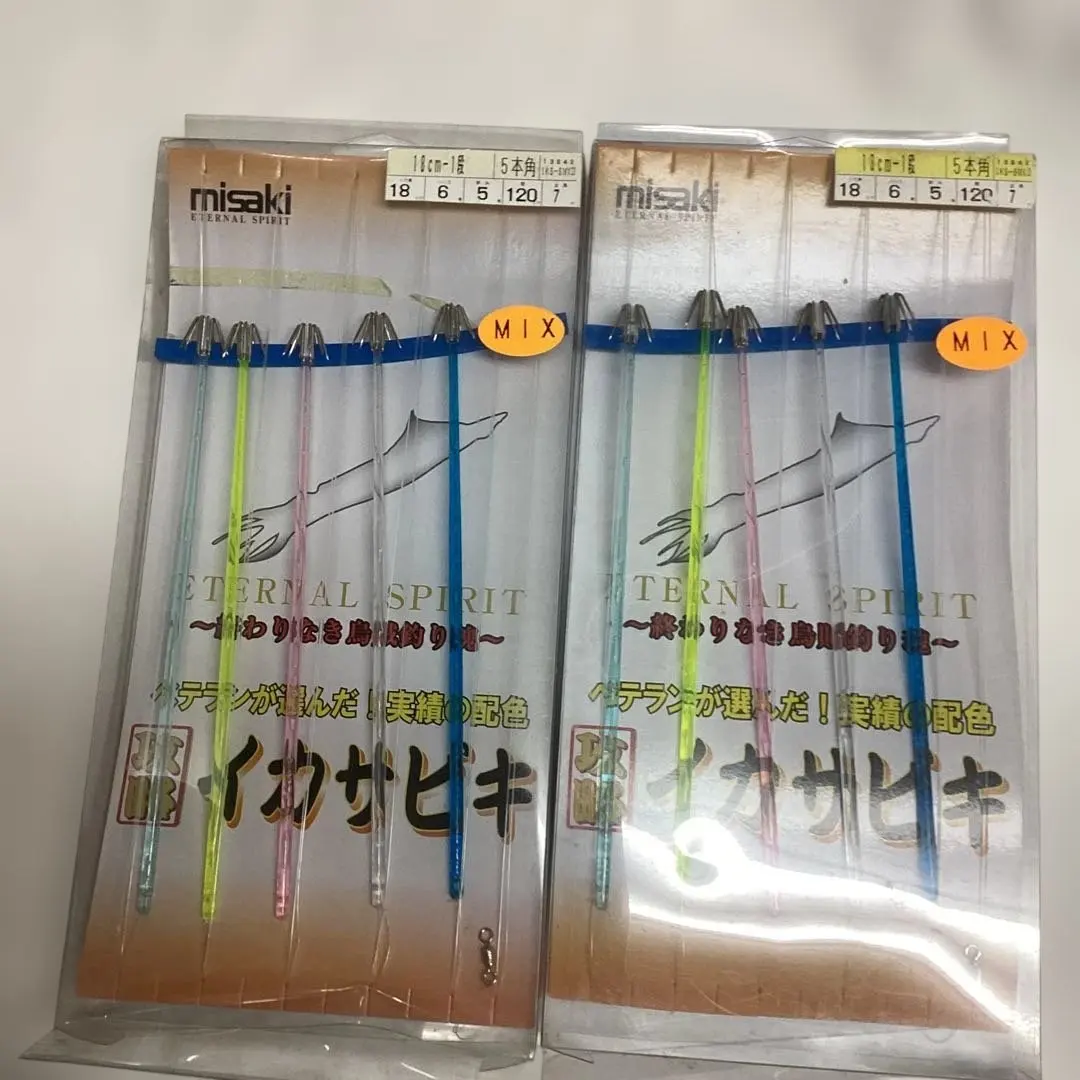 misaki
ETERNAL SPIRIT
18cm-1段 5本角
18 6 5 120 7
MIX
ETERNAL SPIRIT
～終わりなき烏賊釣り魂～
ベテランが選んだ！実績の配色
攻略
イカサビキ
misaki
ETERNAL SPIRIT
18cm-1段 5本角
18 6 5 120 7
MIX
ETERNAL SPIRIT
～終わりなき烏賊釣り魂～
ベテランが選んだ！実績の配色
攻略
イカサビキ